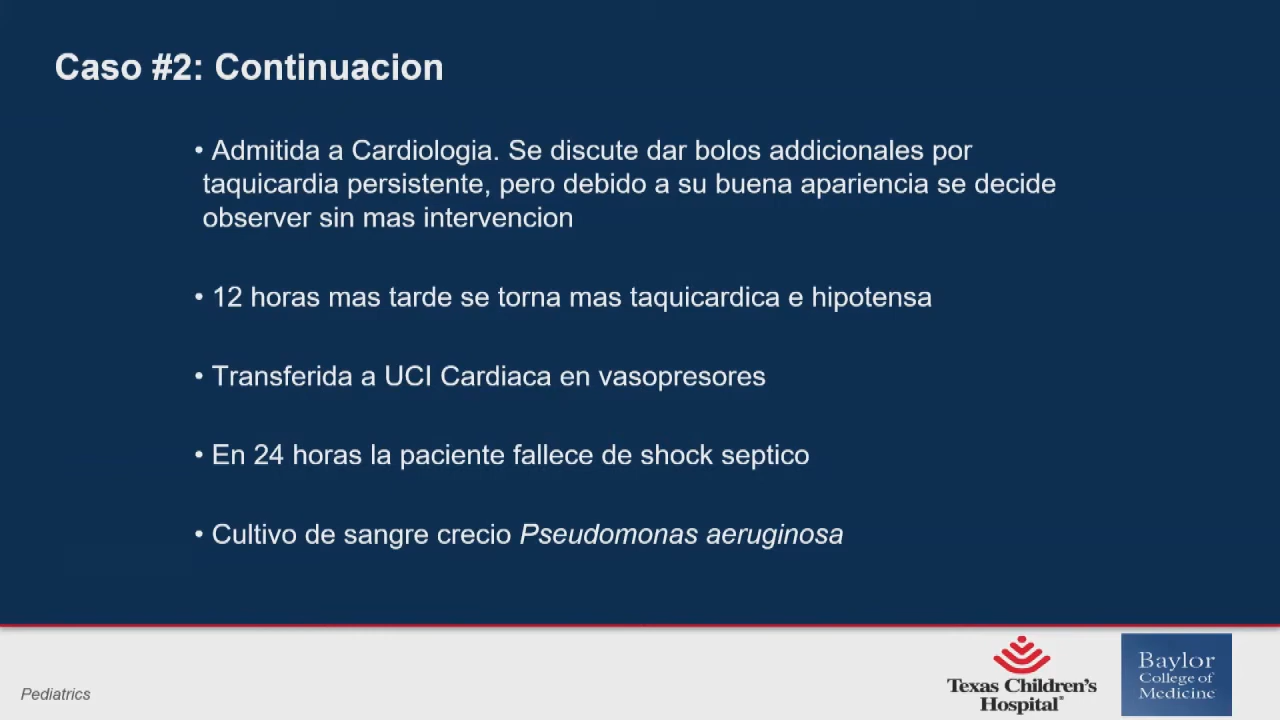 Caso #2: Continuacion
• Admitida a Cardiologia. Se discute dar bolos addicionales por
taquicardia persistente, pero debido a su buena apariencia se decide
observer sin mas intervencion
• 12 horas mas tarde se torna mas taquicardica e hipotensa
• Transferida a UCI Cardiaca en vasopresores
• En 24 horas la paciente fallece de shock septico
• Cultivo de sangre crecio Pseudomonas aeruginosa
Pediatrics
Texas Children's
Hospital®
Baylor
College of
Medicine